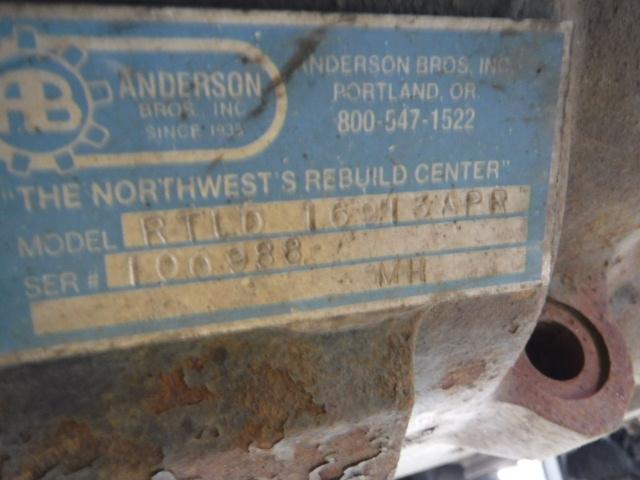 AB
ANDERSON
BROS. INC
SINCE 1935
ANDERSON BROS. INC.
PORTLAND, OR
800-547-1522
"THE NORTHWEST'S REBUILD CENTER"
MODEL RTLO 16913APR
SER # 100988
MH